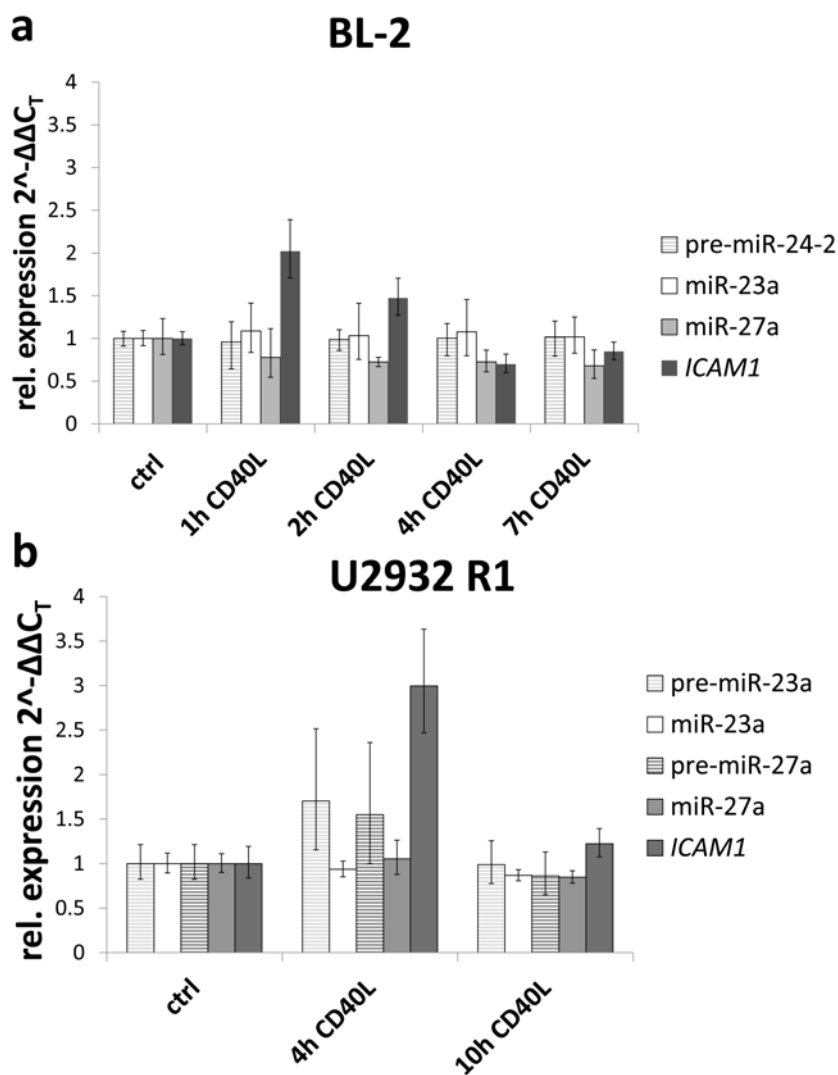 a
BL-2
rel. expression 2^-ΔΔC_T
4
3.5
3
2.5
2
1.5
1
0.5
0
ctrl
1h CD40L
2h CD40L
4h CD40L
7h CD40L
pre-miR-24-2
miR-23a
miR-27a
ICAM1
b
U2932 R1
rel. expression 2^-ΔΔC_T
4
3.5
3
2.5
2
1.5
1
0.5
0
ctrl
4h CD40L
10h CD40L
pre-miR-23a
miR-23a
pre-miR-27a
miR-27a
ICAM1